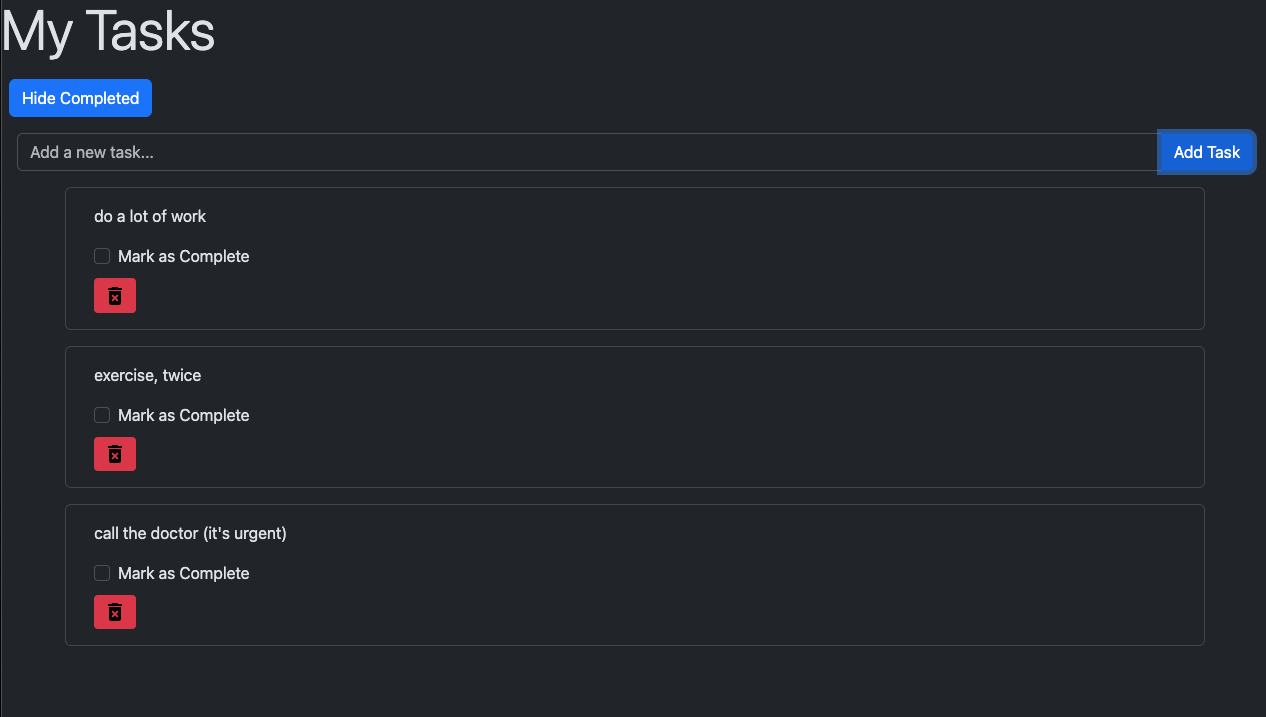 My Tasks
Hide Completed
Add a new task...
Add Task
do a lot of work
Mark as Complete
exercise, twice
Mark as Complete
call the doctor (it's urgent)
Mark as Complete